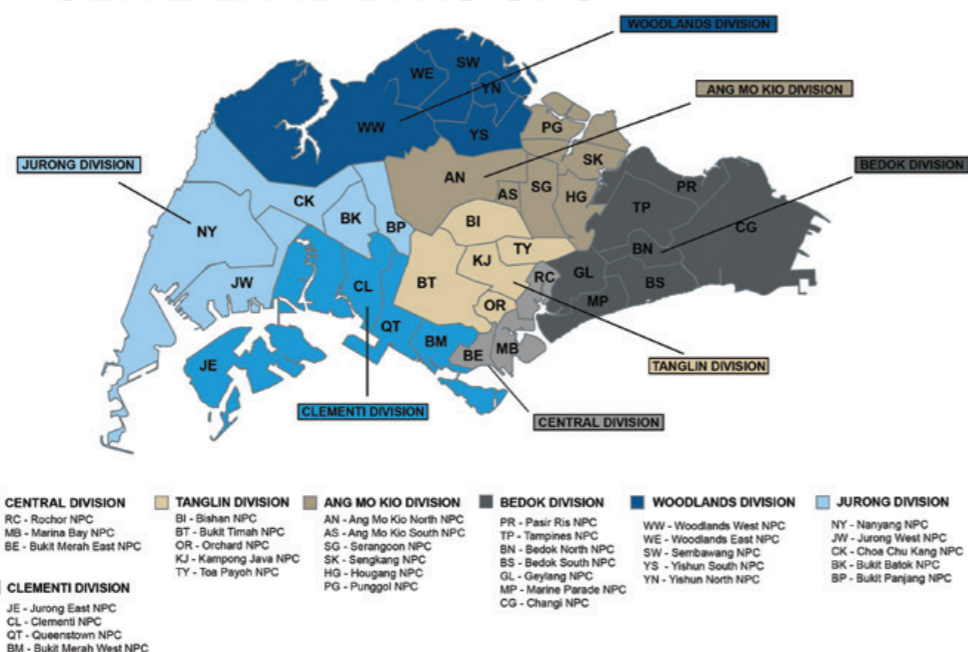 WOODLANDS DIVISION
ANG MO KIO DIVISION
JURONG DIVISION
BEDOK DIVISION
TANGLIN DIVISION
CLEMENTI DIVISION
CENTRAL DIVISION
WE
SW
YN
WW
YS
PG
SK
AN
AS
SG
HG
PR
TP
CG
CK
BK
BP
NY
JW
BI
TY
KJ
BT
OR
RC
BN
GL
BS
MP
CL
QT
BM
BE
MB
JE
CENTRAL DIVISION
RC - Rochor NPC
MB - Marina Bay NPC
BE - Bukit Merah East NPC
TANGLIN DIVISION
BI - Bishan NPC
BT - Bukit Timah NPC
OR - Orchard NPC
KJ - Kampong Java NPC
TY - Toa Payoh NPC
ANG MO KIO DIVISION
AN - Ang Mo Kio North NPC
AS - Ang Mo Kio South NPC
SG - Serangoon NPC
SK - Sengkang NPC
HG - Hougang NPC
PG - Punggol NPC
BEDOK DIVISION
PR - Pasir Ris NPC
TP - Tampines NPC
BN - Bedok North NPC
BS - Bedok South NPC
GL - Geylang NPC
MP - Marine Parade NPC
CG - Changi NPC
WOODLANDS DIVISION
WW - Woodlands West NPC
WE - Woodlands East NPC
SW - Sembawang NPC
YS - Yishun South NPC
YN - Yishun North NPC
JURONG DIVISION
NY - Nanyang NPC
JW - Jurong West NPC
CK - Choa Chu Kang NPC
BK - Bukit Batok NPC
BP - Bukit Panjang NPC
CLEMENTI DIVISION
JE - Jurong East NPC
CL - Clementi NPC
QT - Queenstown NPC
BM - Bukit Merah West NPC